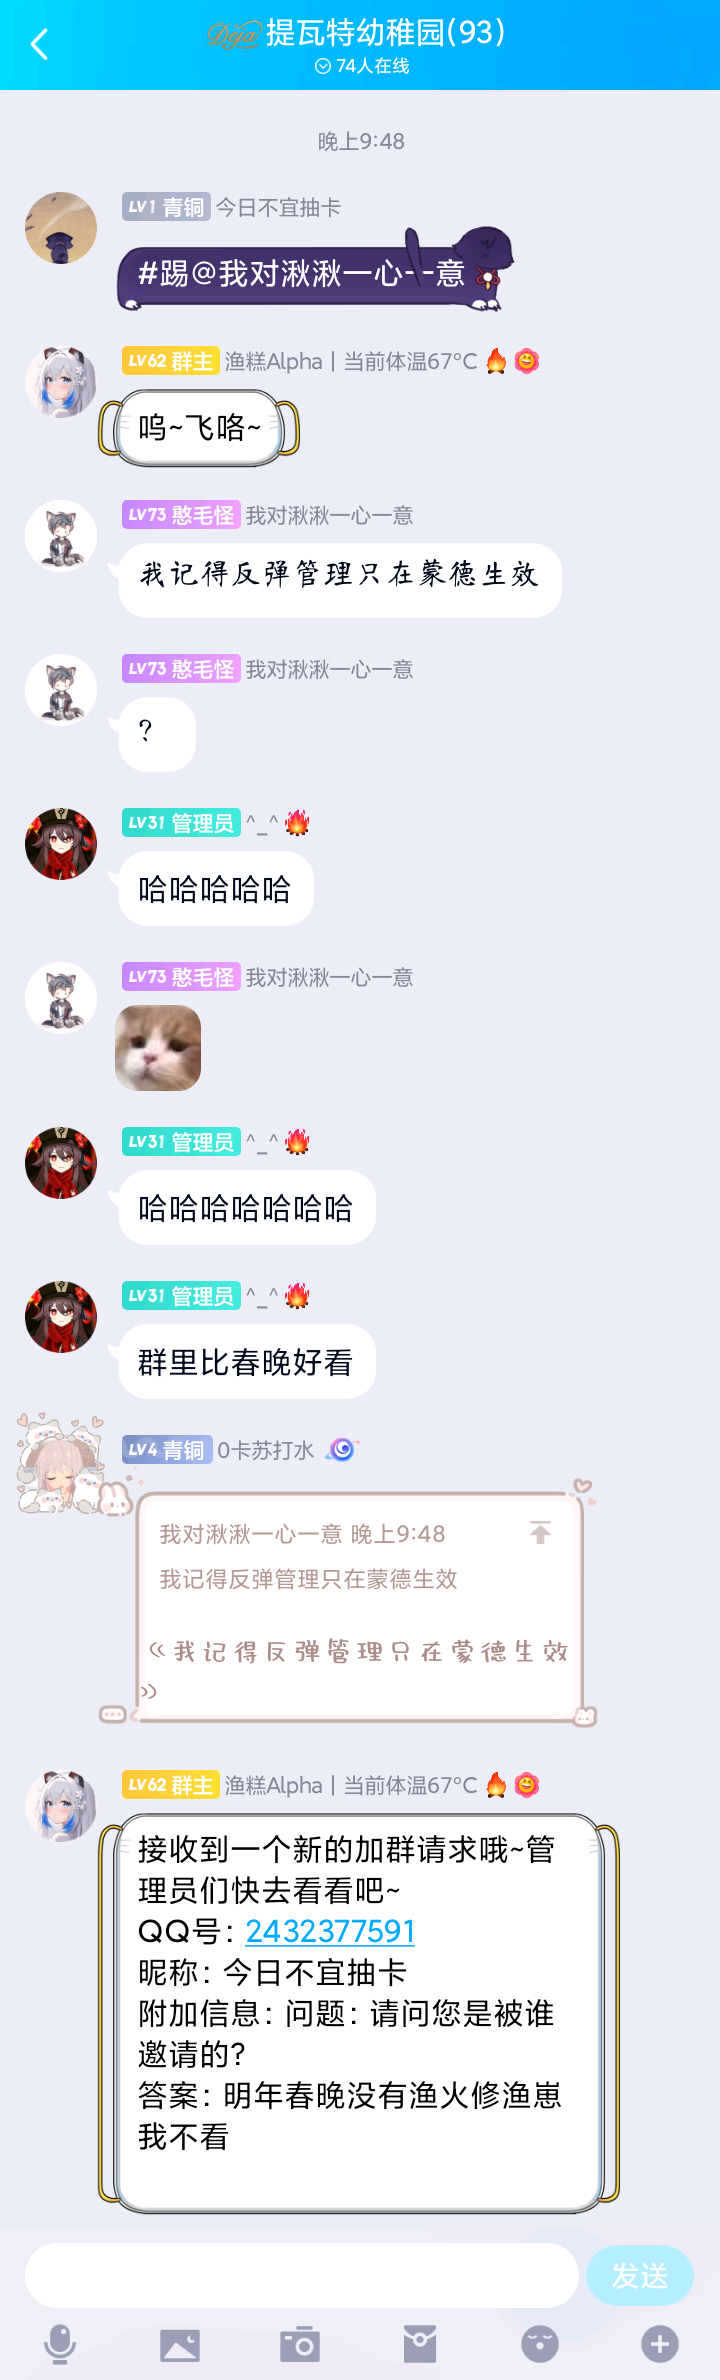 Deja 提瓦特幼稚园(93)
74人在线
晚上9:48
LV1 青铜 今日不宜抽卡
#踢@我对湫湫一心一意
LV62 群主 渔糕Alpha丨当前体温67°C🔥
呜~飞咯~
LV73 憨毛怪 我对湫湫一心一意
我记得反弹管理只在蒙德生效
LV73 憨毛怪 我对湫湫一心一意
?
LV31 管理员 ^_^🔥
哈哈哈哈哈
LV73 憨毛怪 我对湫湫一心一意
LV31 管理员 ^_^🔥
哈哈哈哈哈哈哈
LV31 管理员 ^_^🔥
群里比春晚好看
LV4 青铜 0卡苏打水
我对湫湫一心一意 晚上9:48
我记得反弹管理只在蒙德生效
《我记得反弹管理只在蒙德生效
》
LV62 群主 渔糕Alpha丨当前体温67°C🔥
接收到一个新的加群请求哦~管
理员们快去看看吧~
QQ号: 2432377591
昵称: 今日不宜抽卡
附加信息: 问题: 请问您是被谁
邀请的?
答案: 明年春晚没有渔火修渔崽
我不看
发送